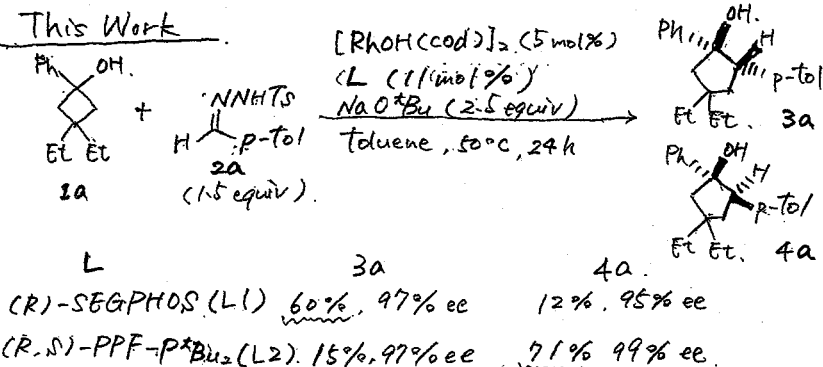 This Work
Ph OH.
Et Et
1a
+
NNHTs
H p-tol
2a
(1.5 equiv).
[RhOH(cod)]₂ (5 mol%)
L (11 mol%)
NaOᵗBu (2.5 equiv)
toluene, 50°C, 24h
Ph OH. H
p-tol
Et Et. 3a
Ph OH H
p-tol
Et Et. 4a
L 3a 4a.
(R)-SEGPHOS (L1) 60%, 97% ee 12%, 95% ee
(R,S)-PPF-PᵗBu₂ (L2). 15%, 97% ee 71% 99% ee.